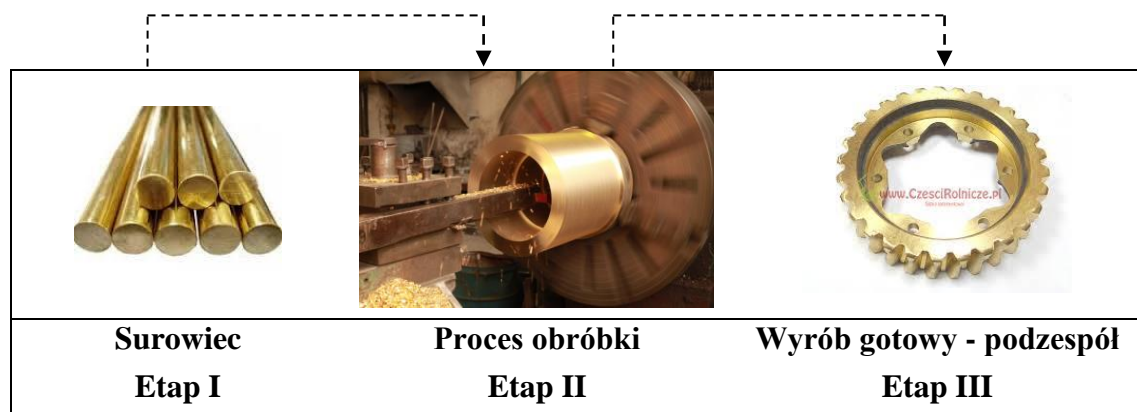 www.CzesciRolnicze.pl
Surowiec
Proces obróbki
Wyrób gotowy - podzespół
Etap I
Etap II
Etap III